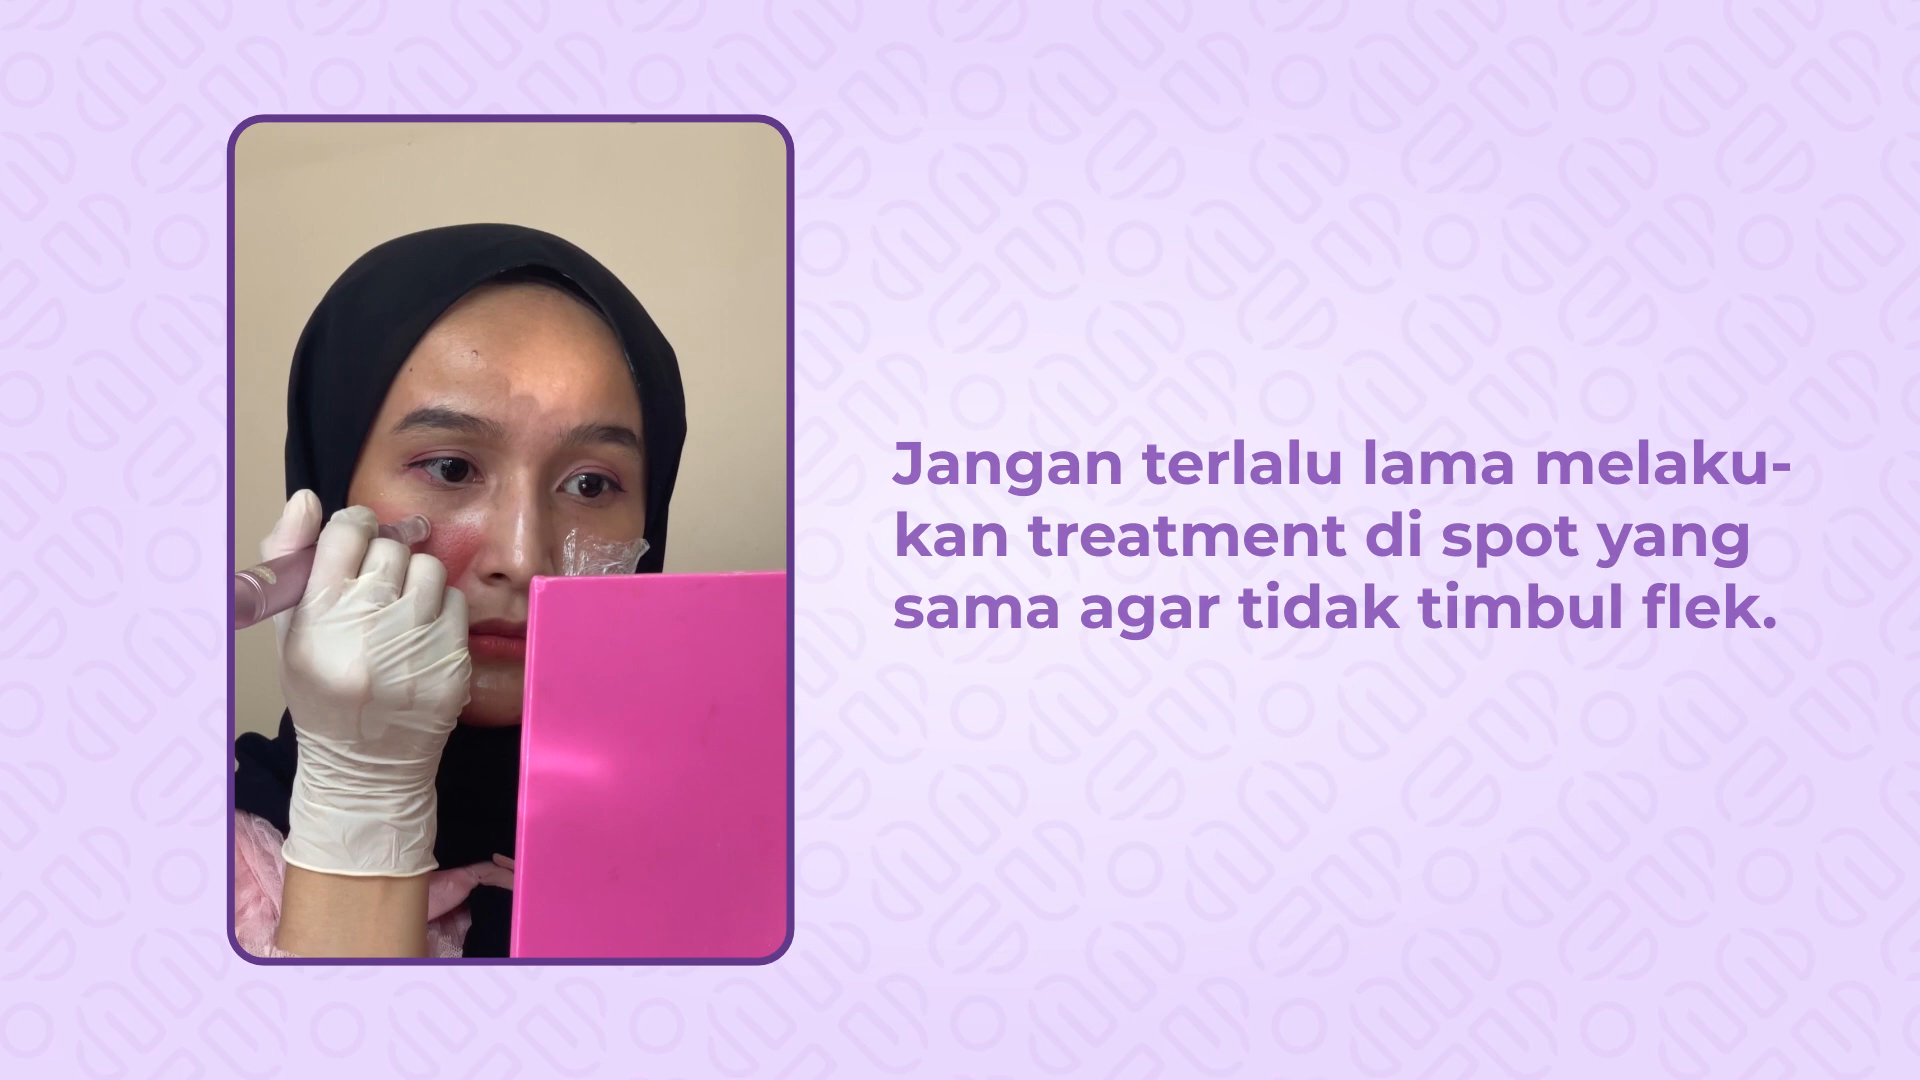 Jangan terlalu lama melaku-
kan treatment di spot yang
sama agar tidak timbul flek.